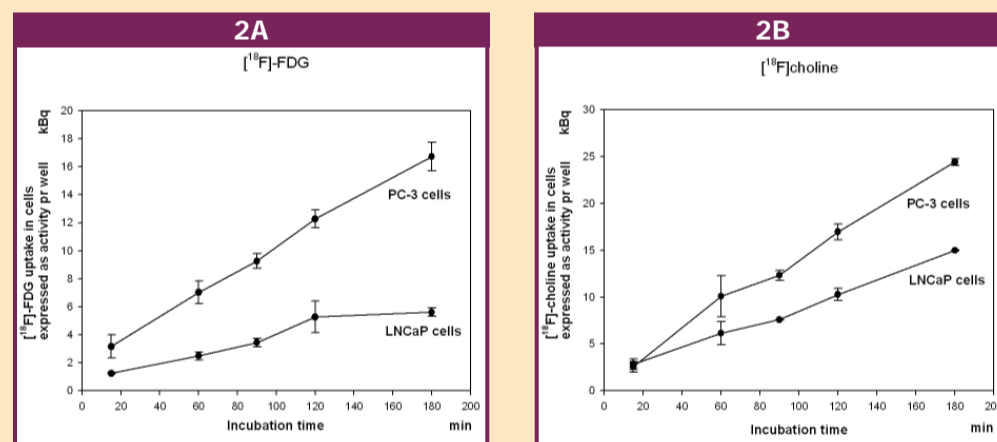 2A
[¹⁸F]-FDG
[¹⁸F]-FDG uptake in cells kBq
expressed as activity pr well
20
18
16
14
12
10
8
6
4
2
0
PC-3 cells
LNCaP cells
0 20 40 60 80 100 120 140 160 180 200
Incubation time min
2B
[¹⁸F]choline
[¹⁸F]-choline uptake in cells kBq
expressed as activity pr well
30
25
20
15
10
5
0
PC-3 cells
LNCaP cells
0 20 40 60 80 100 120 140 160 180 200
Incubation time min